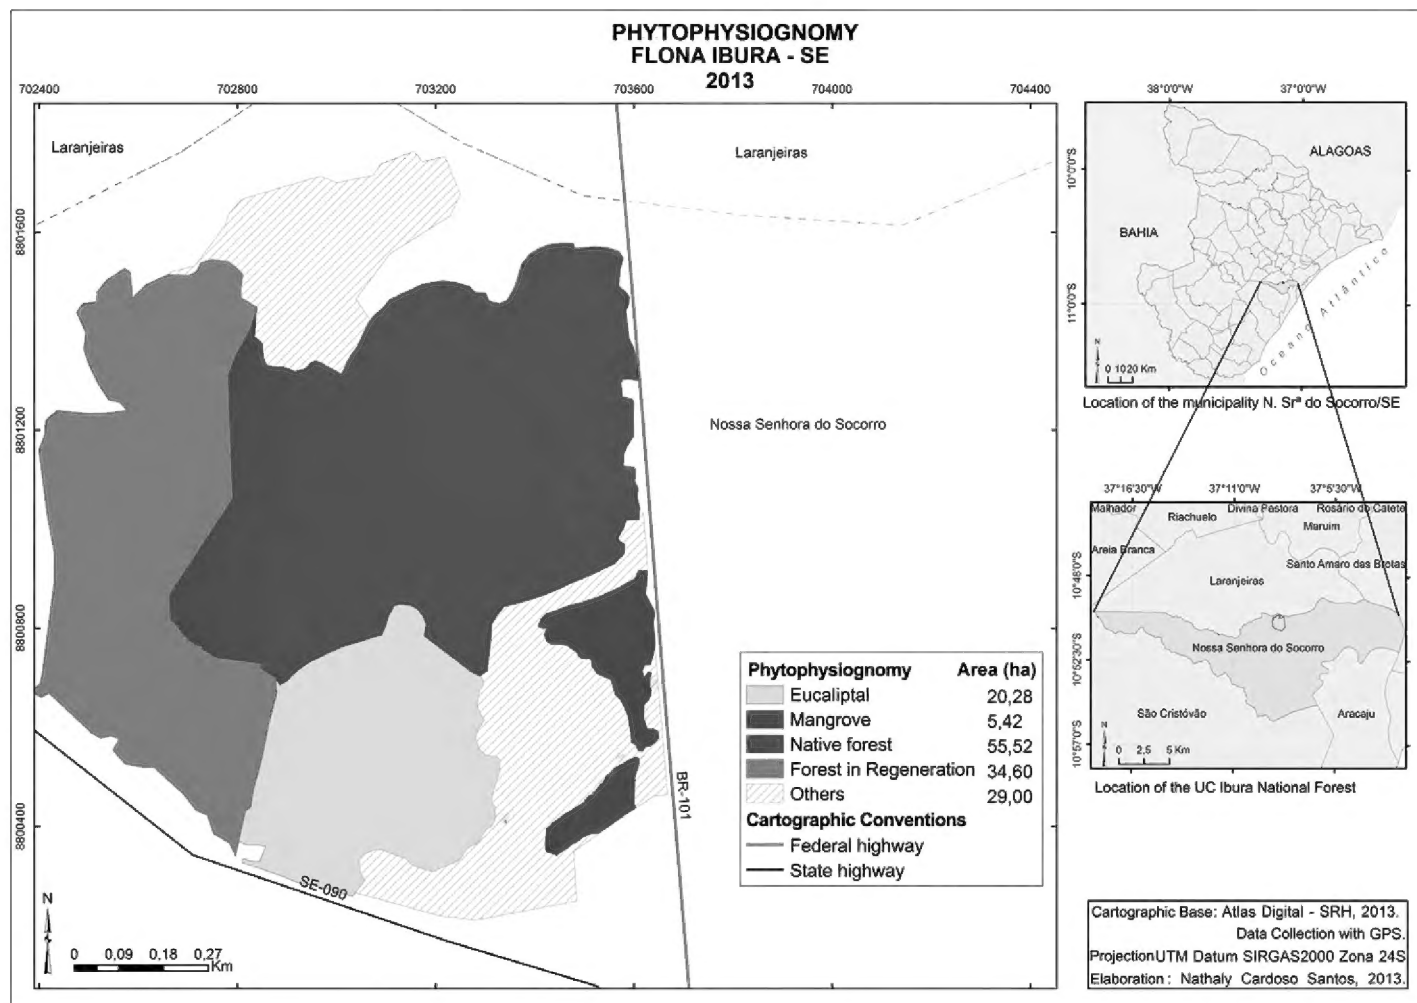 PHYTOPHYSIOGNOMY
FLONA IBURA - SE
2013
702400
702800
703200
703600
704000
704400
8801600
8801200
8800800
8800400
Laranjeiras
Laranjeiras
Nossa Senhora do Socorro
BR-101
SE-090
N
0 0,09 0,18 0,27
Km
Phytophysiognomy Area (ha)
Eucaliptal 20,28
Mangrove 5,42
Native forest 55,52
Forest in Regeneration 34,60
Others 29,00
Cartographic Conventions
Federal highway
State highway
38°0'0"W 37°0'0"W
10°0'0"S
11°0'0"S
ALAGOAS
BAHIA
Oceano Atlântico
N
0 1020 Km
Location of the municipality N. Srª do Socorro/SE
37°16'30"W 37°11'0"W 37°5'30"W
10°48'0"S
10°52'30"S
10°57'0"S
Malhador
Riachuelo
Divina Pastora
Rosário do Catete
Maruim
Areia Branca
Santo Amaro das Brotas
Laranjeiras
Nossa Senhora do Socorro
São Cristóvão
Aracaju
N
0 2,5 5 Km
Location of the UC Ibura National Forest
Cartographic Base: Atlas Digital - SRH, 2013.
Data Collection with GPS.
Projection UTM Datum SIRGAS2000 Zona 24S
Elaboration : Nathaly Cardoso Santos, 2013.